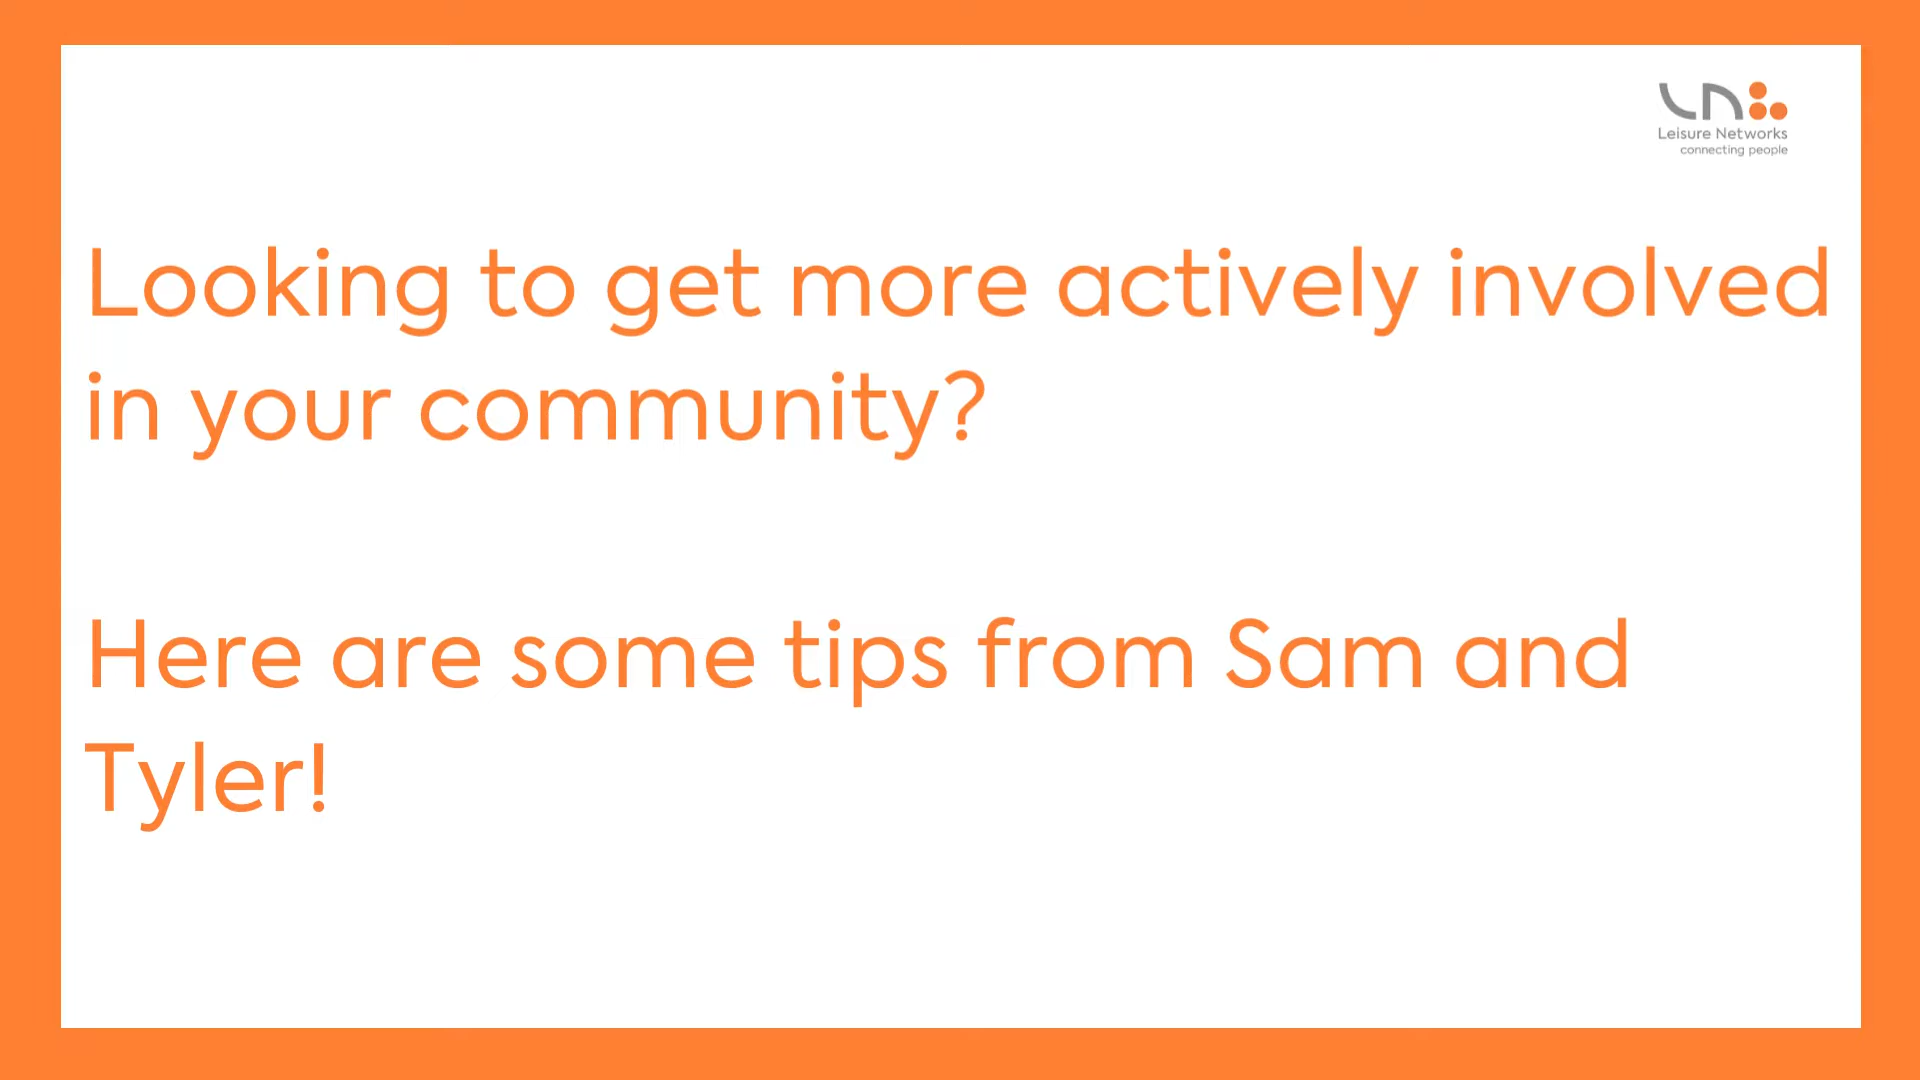 Leisure Networks
connecting people
Looking to get more actively involved
in your community?
Here are some tips from Sam and
Tyler!